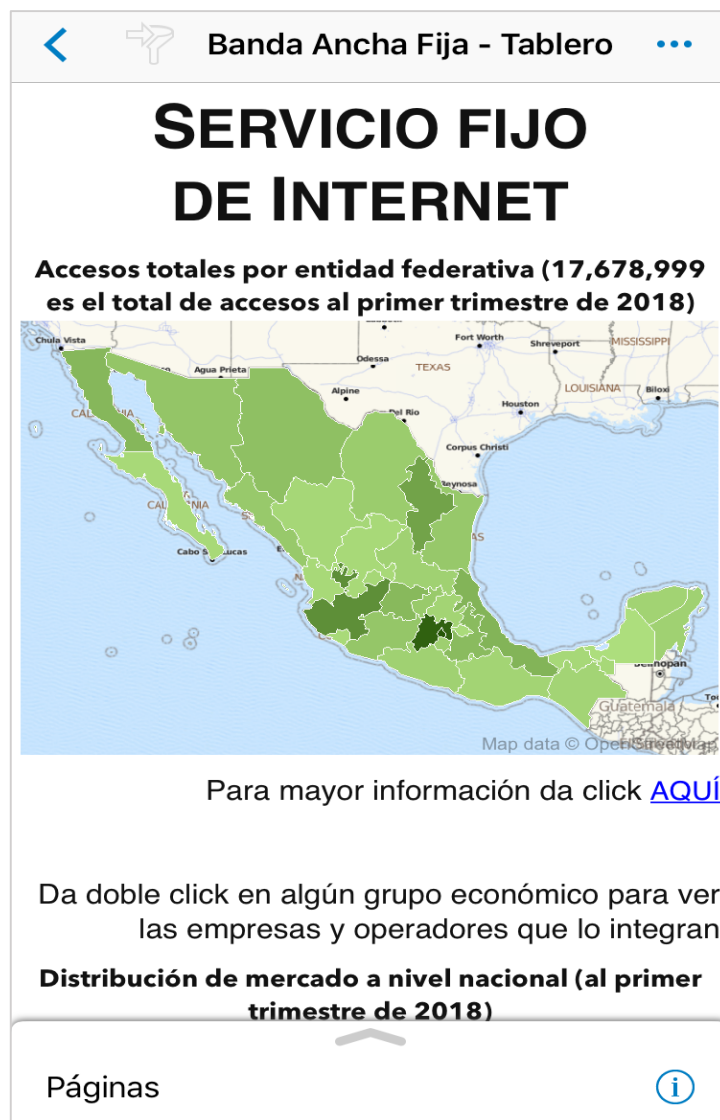 Banda Ancha Fija - Tablero
SERVICIO FIJO
DE INTERNET
Accesos totales por entidad federativa (17,678,999
es el total de accesos al primer trimestre de 2018)
Chula Vista
Agua Prieta
Odessa
Fort Worth
Shreveport
MISSISSIPPI
TEXAS
Alpine
LOUISIANA
Biloxi
Del Rio
Houston
Corpus Christi
Reynosa
Cabo S
ucas
Guatemala
Map data © OpenStreetMap
Para mayor información da click AQUÍ
Da doble click en algún grupo económico para ver
las empresas y operadores que lo integran
Distribución de mercado a nivel nacional (al primer
trimestre de 2018)
Páginas